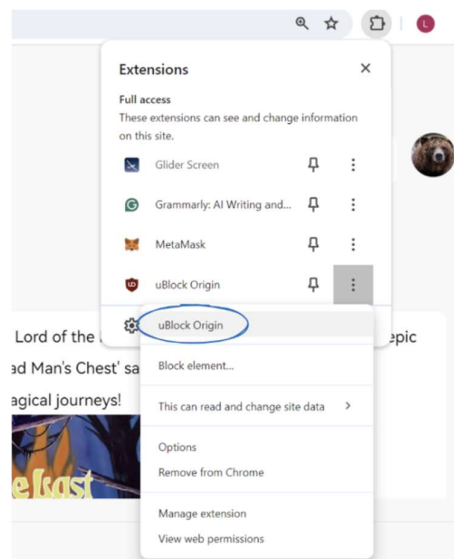 L
Extensions
Full access
These extensions can see and change information
on this site.
Glider Screen
Grammarly: AI Writing and...
MetaMask
uBlock Origin
uBlock Origin
Lord of the
epic
ad Man's Chest' sa
Block element...
agical journeys!
This can read and change site data
Options
Remove from Chrome
Manage extension
View web permissions